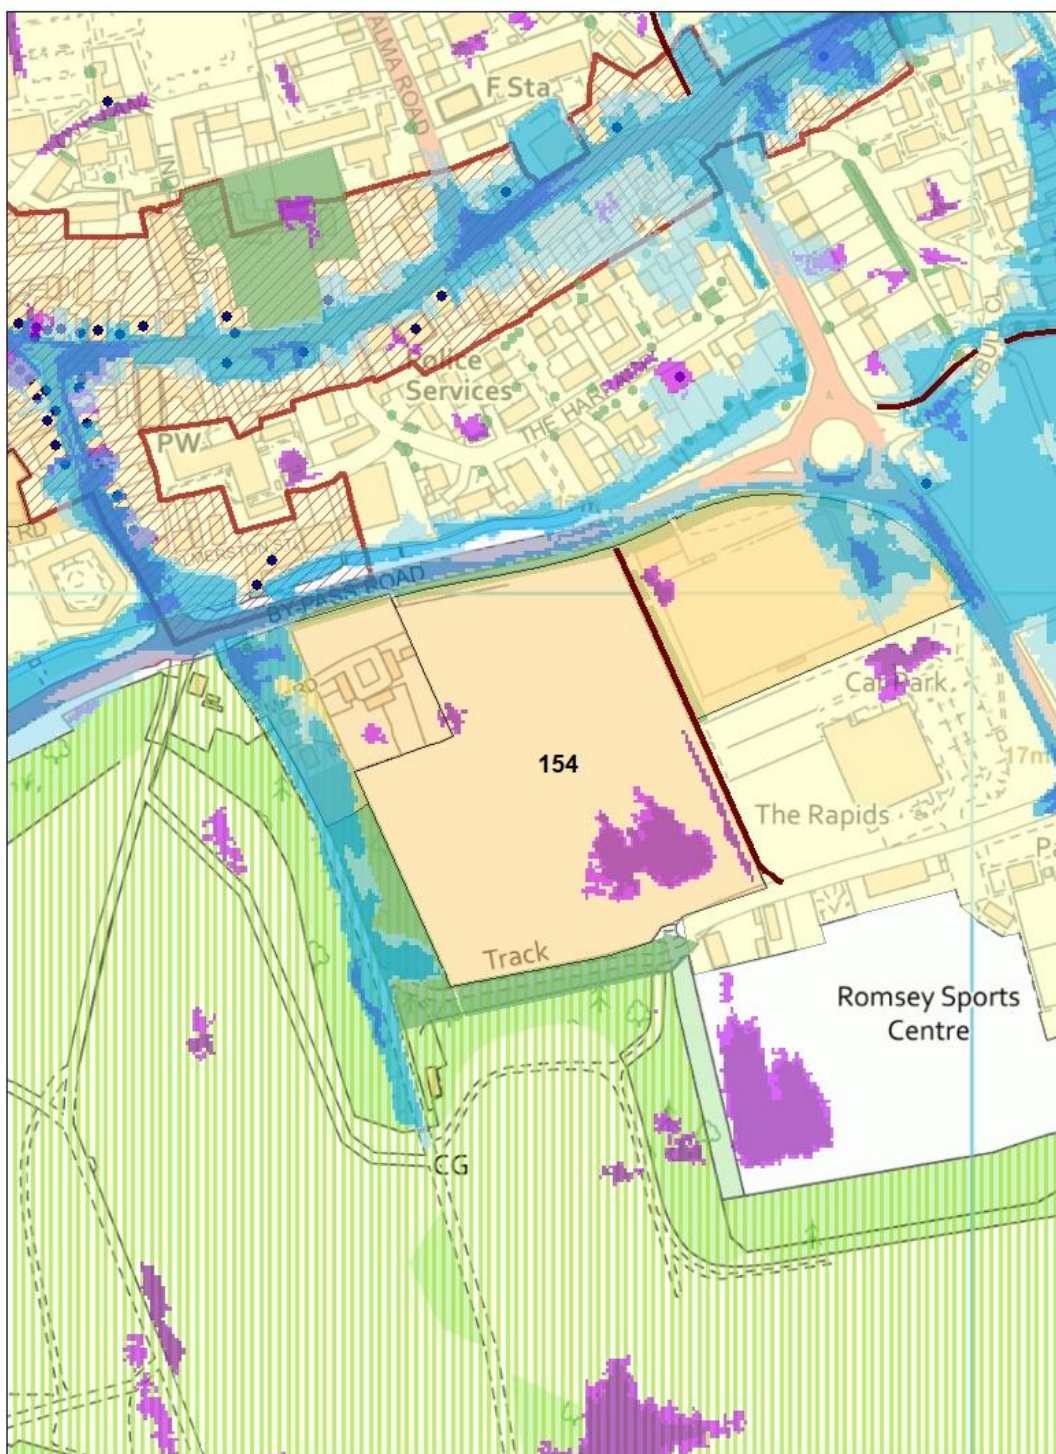 ALMA ROAD
F Sta
Police
Services
THE HARRAGE
PW
BY-PASS ROAD
154
Car Park
17m
The Rapids
Track
Romsey Sports
Centre
CG